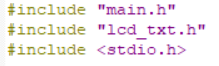 #include "main.h"
#include "lcd_txt.h"
#include <stdio.h>